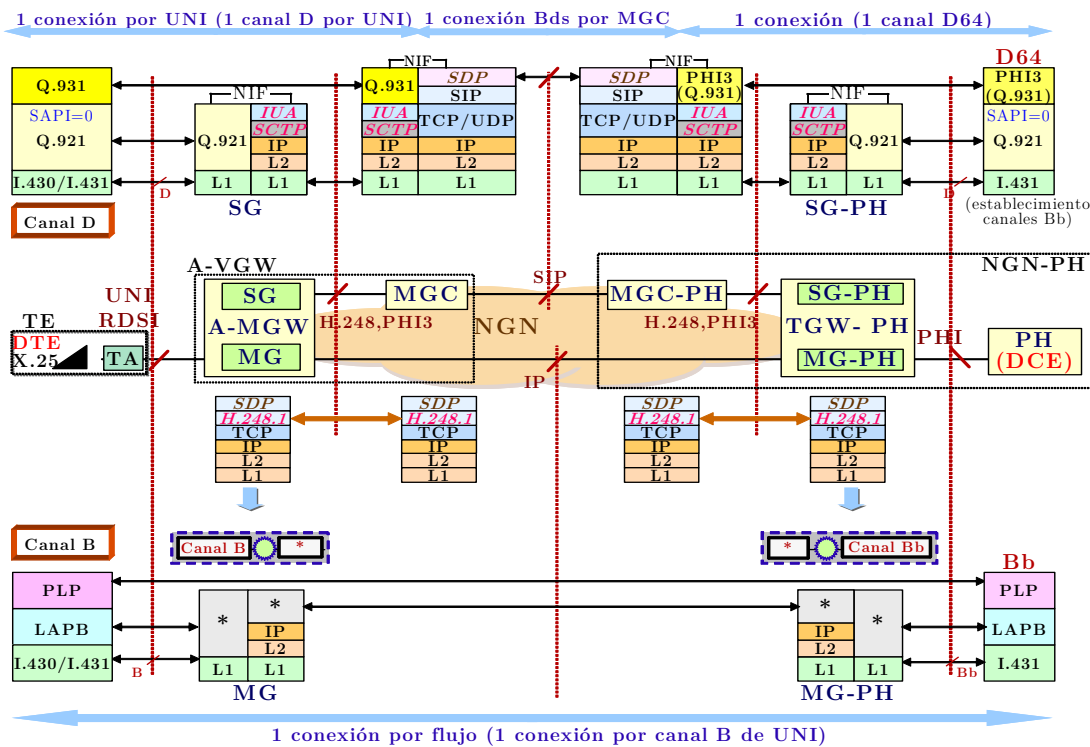 1 conexión por UNI (1 canal D por UNI)
1 conexión Bds por MGC
1 conexión (1 canal D64)
D64
NIF
NIF
Q.931
Q.931
SDP
SDP
PHI3
(Q.931)
PHI3
(Q.931)
SIP
SIP
SAPI=0
Q.921
NIF
Q.921
IUA
SCTP
IP
L2
IUA
SCTP
IP
L2
TCP/UDP
IP
L2
TCP/UDP
IP
L2
IUA
SCTP
IP
L2
NIF
IUA
SCTP
IP
L2
Q.921
SAPI=0
Q.921
I.430/I.431
D
L1
L1
L1
L1
L1
L1
L1
L1
D
I.431
SG
SG-PH
(establecimiento
canales Bb)
Canal D
A-VGW
NGN-PH
UNI
RDSI
SG
A-MGW
MG
MGC
H.248,PHI3
SIP
NGN
IP
MGC-PH
H.248,PHI3
SG-PH
TGW- PH
MG-PH
PHI
PH
(DCE)
TE
DTE
X.25
TA
SDP
H.248.1
TCP
IP
L2
L1
SDP
H.248.1
TCP
IP
L2
L1
SDP
H.248.1
TCP
IP
L2
L1
SDP
H.248.1
TCP
IP
L2
L1
Canal B
Canal B
*
*
Canal Bb
Bb
PLP
PLP
LAPB
*
*
IP
L2
*
IP
L2
*
LAPB
I.430/I.431
B
L1
L1
L1
L1
Bb
I.431
MG
MG-PH
1 conexión por flujo (1 conexión por canal B de UNI)